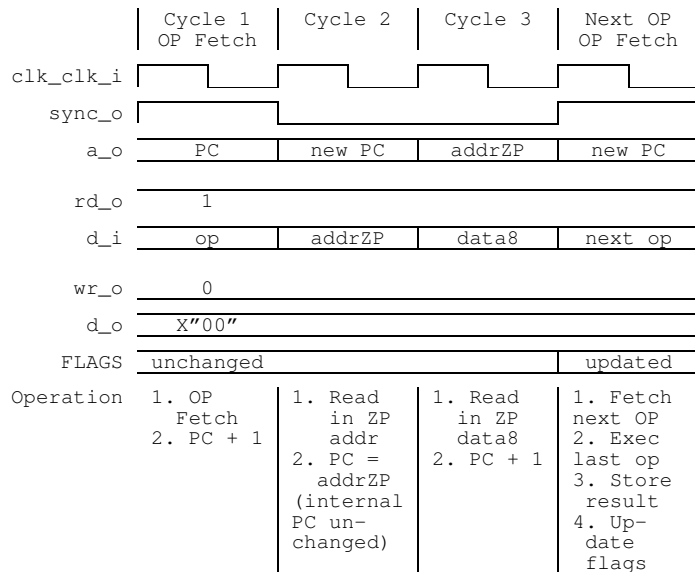 Cycle 1 Cycle 2 Cycle 3 Next OP
OP Fetch OP Fetch
clk_clk_i
sync_o
a_o PC new PC addrZP new PC
rd_o 1
d_i op addrZP data8 next op
wr_o 0
d_o X"00"
FLAGS unchanged updated
Operation 1. OP 1. Read 1. Read 1. Fetch
Fetch in ZP in ZP next OP
2. PC + 1 addr data8 2. Exec
2. PC = 2. PC + 1 last op
addrZP 3. Store
(internal result
PC un- 4. Up-
changed) date
flags